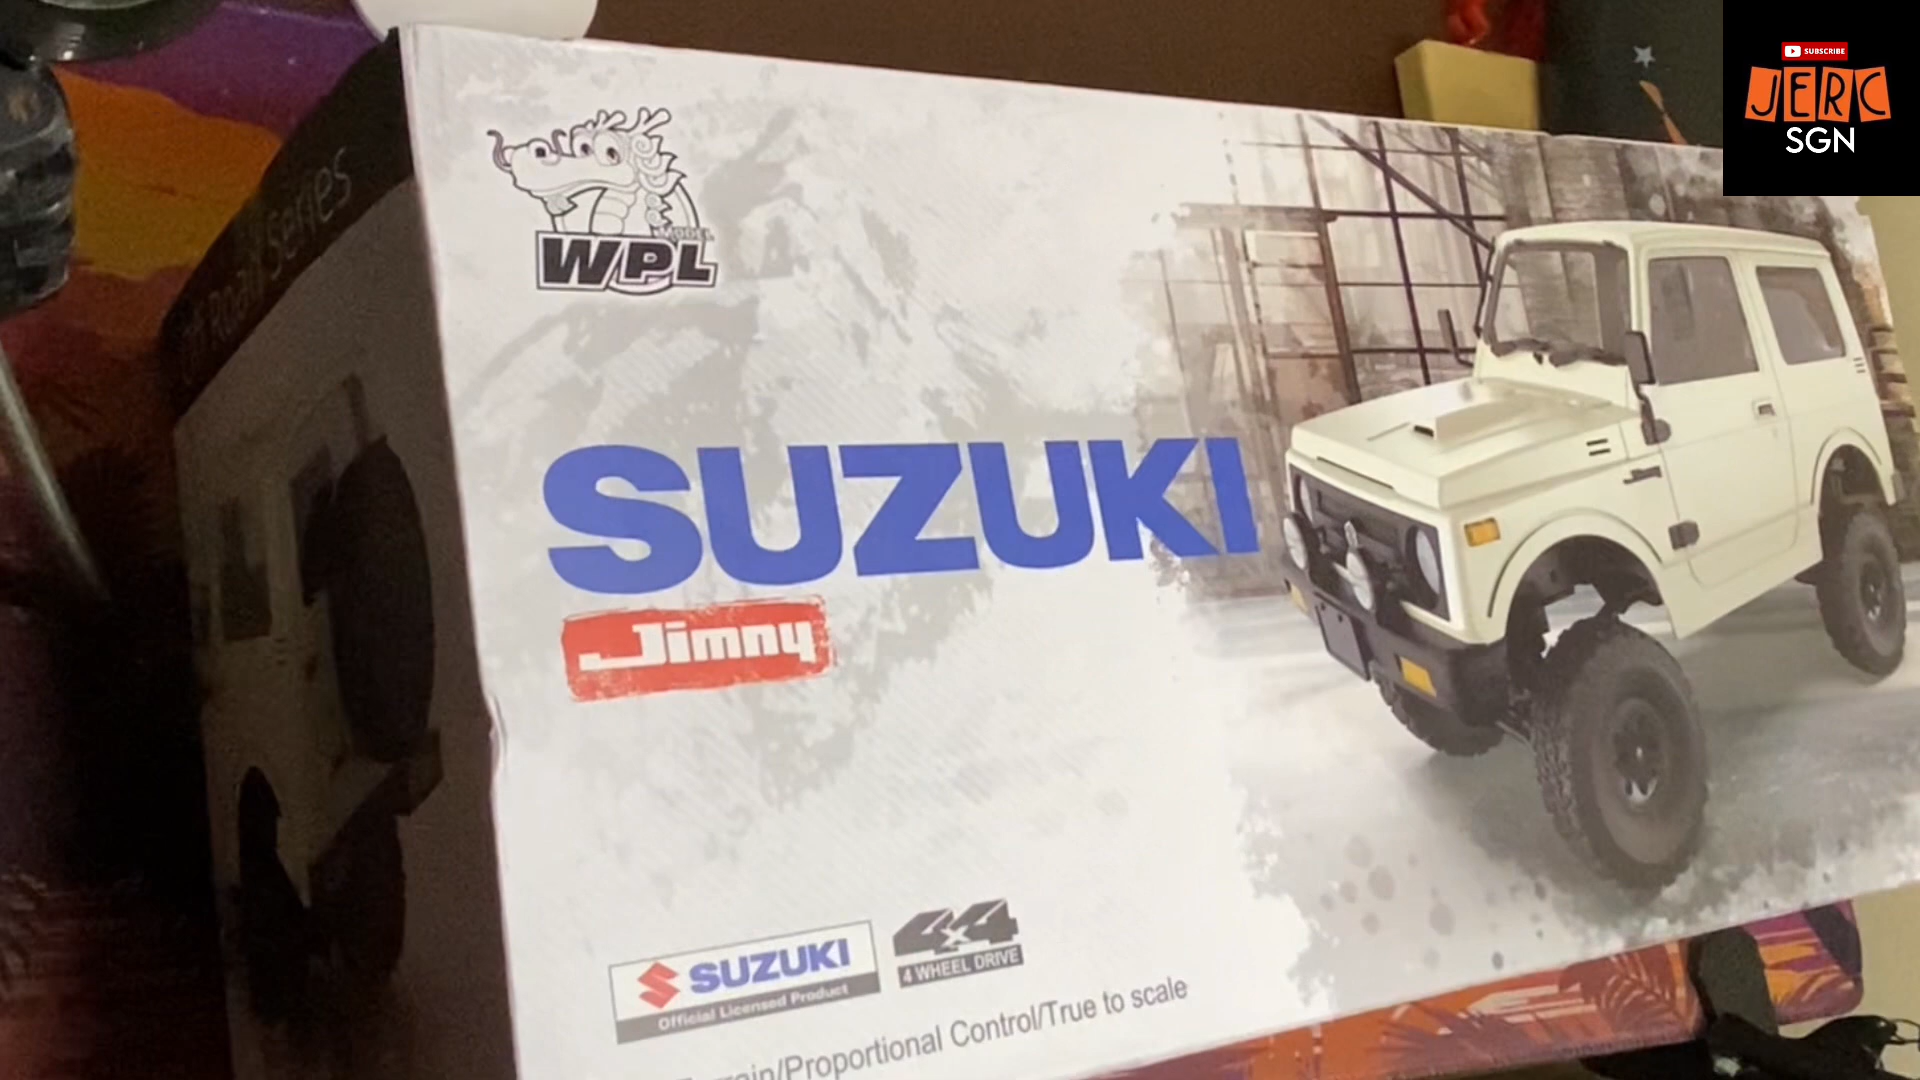 SUBSCRIBE
JERC
SGN
MODEL
WPL
Road Series
SUZUKI
Jimny
SUZUKI
Official Licensed Product
4x4
4 WHEEL DRIVE
/Proportional Control/True to scale